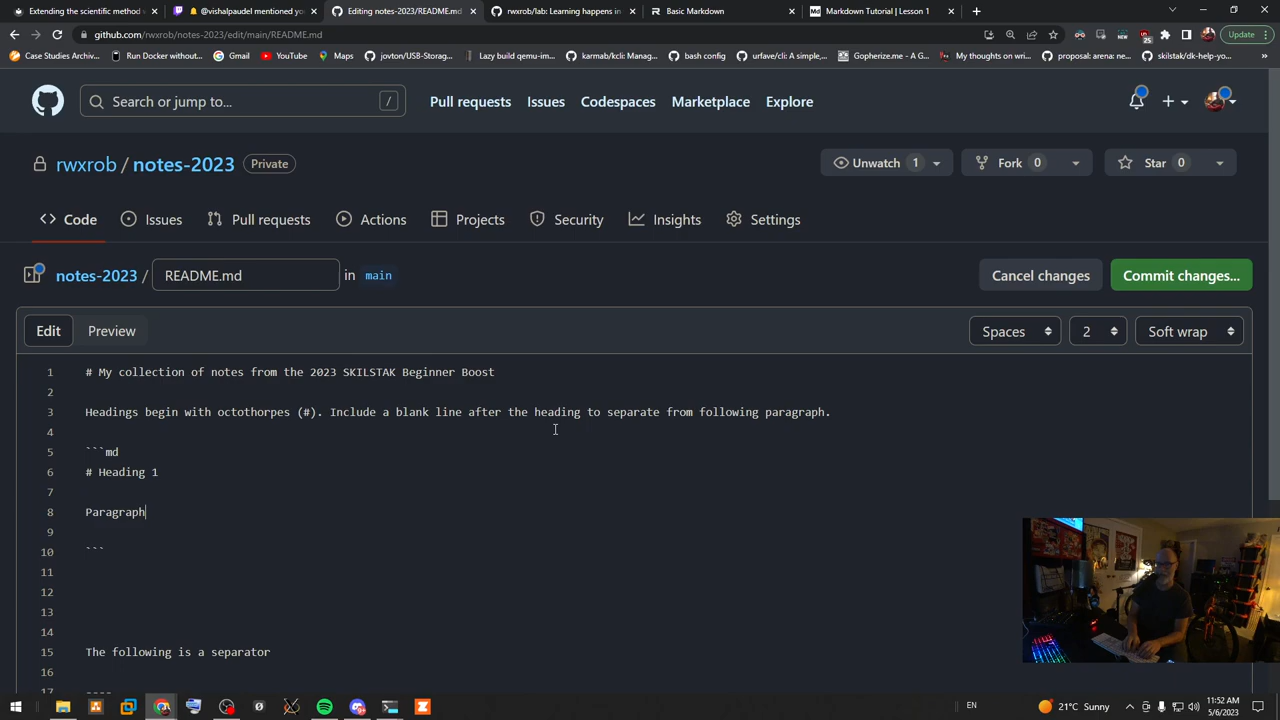 Extending the scientific method
@vishalpaudel mentioned yo
Editing notes-2023/README.md
rwxrob/lab: Learning happens in
Basic Markdown
Markdown Tutorial | Lesson 1
github.com/rwxrob/notes-2023/edit/main/README.md
Update
Case Studies Archiv...
Run Docker without...
Gmail
YouTube
Maps
jovton/USB-Storag...
Lazy build qemu-im...
karmab/kcli: Manag...
bash config
urfave/cli: A simple,...
Gopherize.me - A G...
My thoughts on wri...
proposal: arena: ne...
skilstak/dk-help-yo...
Search or jump to...
/
Pull requests
Issues
Codespaces
Marketplace
Explore
rwxrob / notes-2023
Private
Unwatch 1
Fork 0
Star 0
Code
Issues
Pull requests
Actions
Projects
Security
Insights
Settings
notes-2023 / README.md in main
Cancel changes
Commit changes...
Edit
Preview
Spaces
2
Soft wrap
1 # My collection of notes from the 2023 SKILSTAK Beginner Boost
2
3 Headings begin with octothorpes (#). Include a blank line after the heading to separate from following paragraph.
4
5 ```md
6 # Heading 1
7
8 Paragraph
9
10 ```
11
12
13
14
15 The following is a separator
16
17 ----
21°C Sunny
EN
11:52 AM
5/6/2023